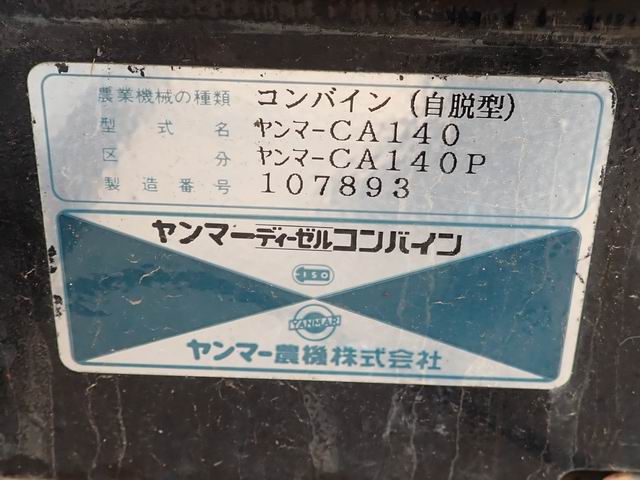 農業機械の種類 コンバイン (自脱型)
型式名 ヤンマーCA140
区分 ヤンマーCA140P
製造番号 107893
ヤンマーディーゼルコンバイン
ISO
YANMAR
ヤンマー農機株式会社